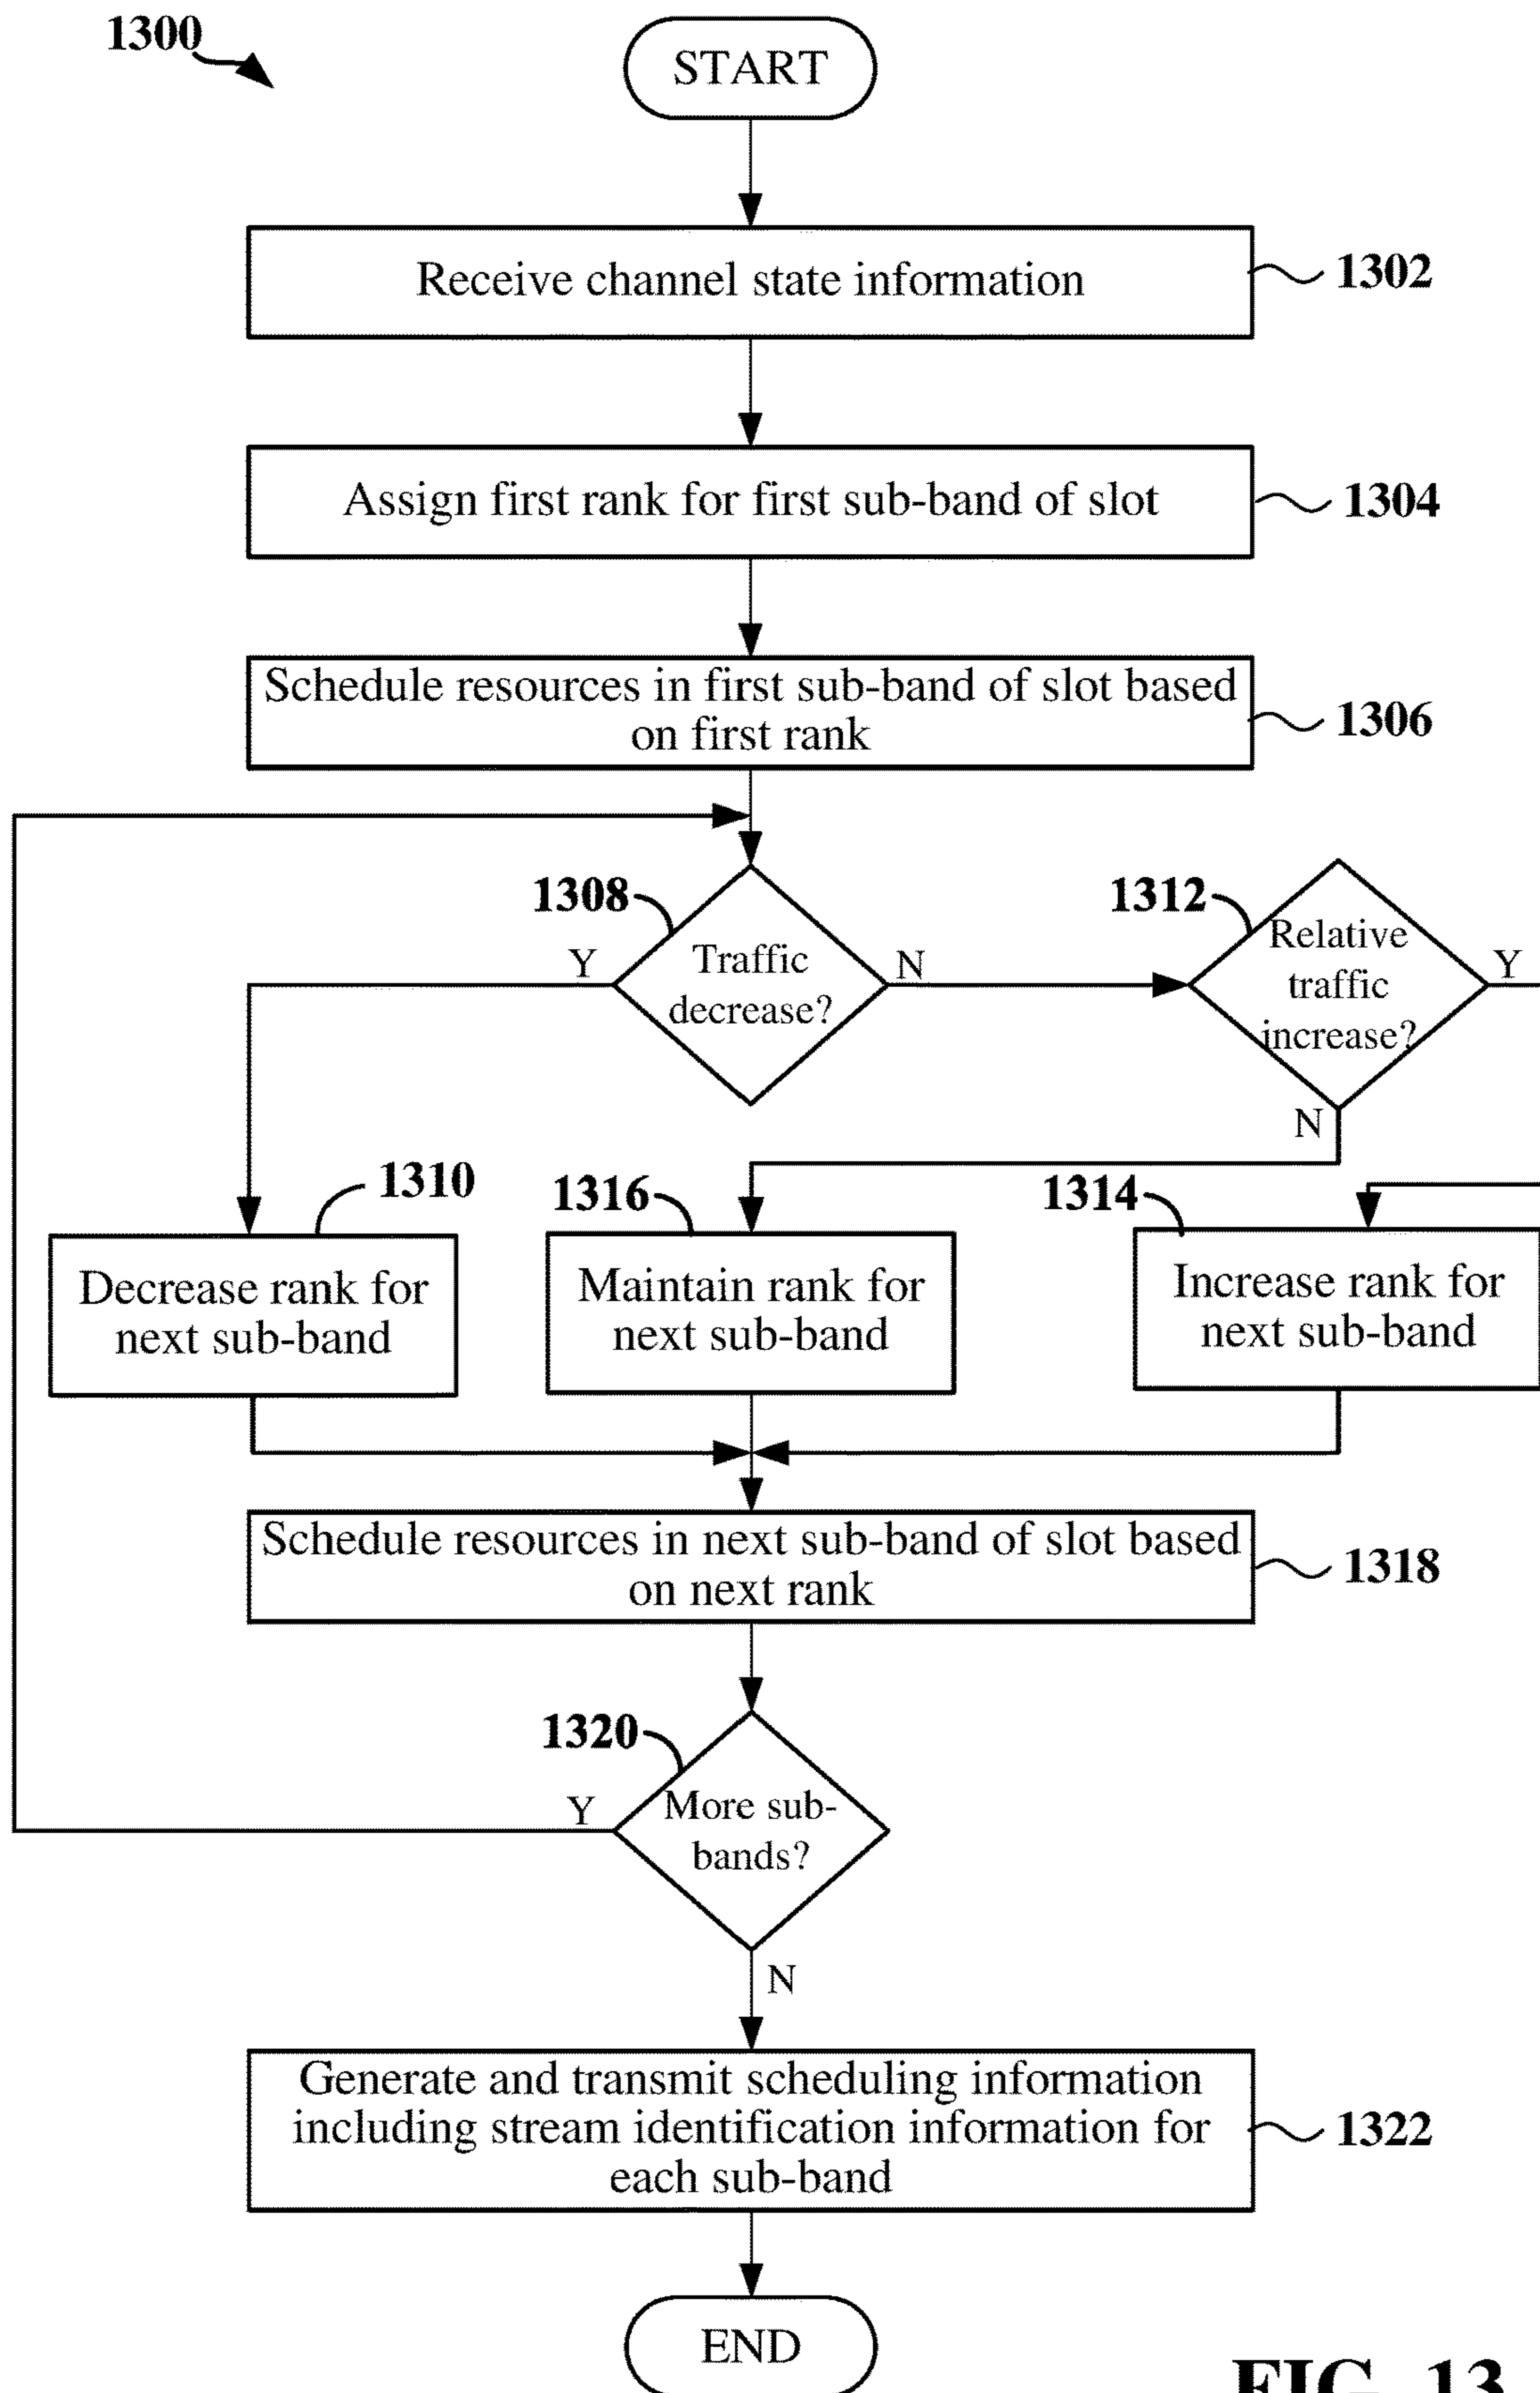 1300
START
Receive channel state information
1302
Assign first rank for first sub-band of slot
1304
Schedule resources in first sub-band of slot based
on first rank
1306
1308
Traffic
decrease?
Y
N
1312
Relative
traffic
increase?
Y
N
1310
Decrease rank for
next sub-band
1316
Maintain rank for
next sub-band
1314
Increase rank for
next sub-band
Schedule resources in next sub-band of slot based
on next rank
1318
1320
More sub-
bands?
Y
N
Generate and transmit scheduling information
including stream identification information for
each sub-band
1322
END
FIG. 13